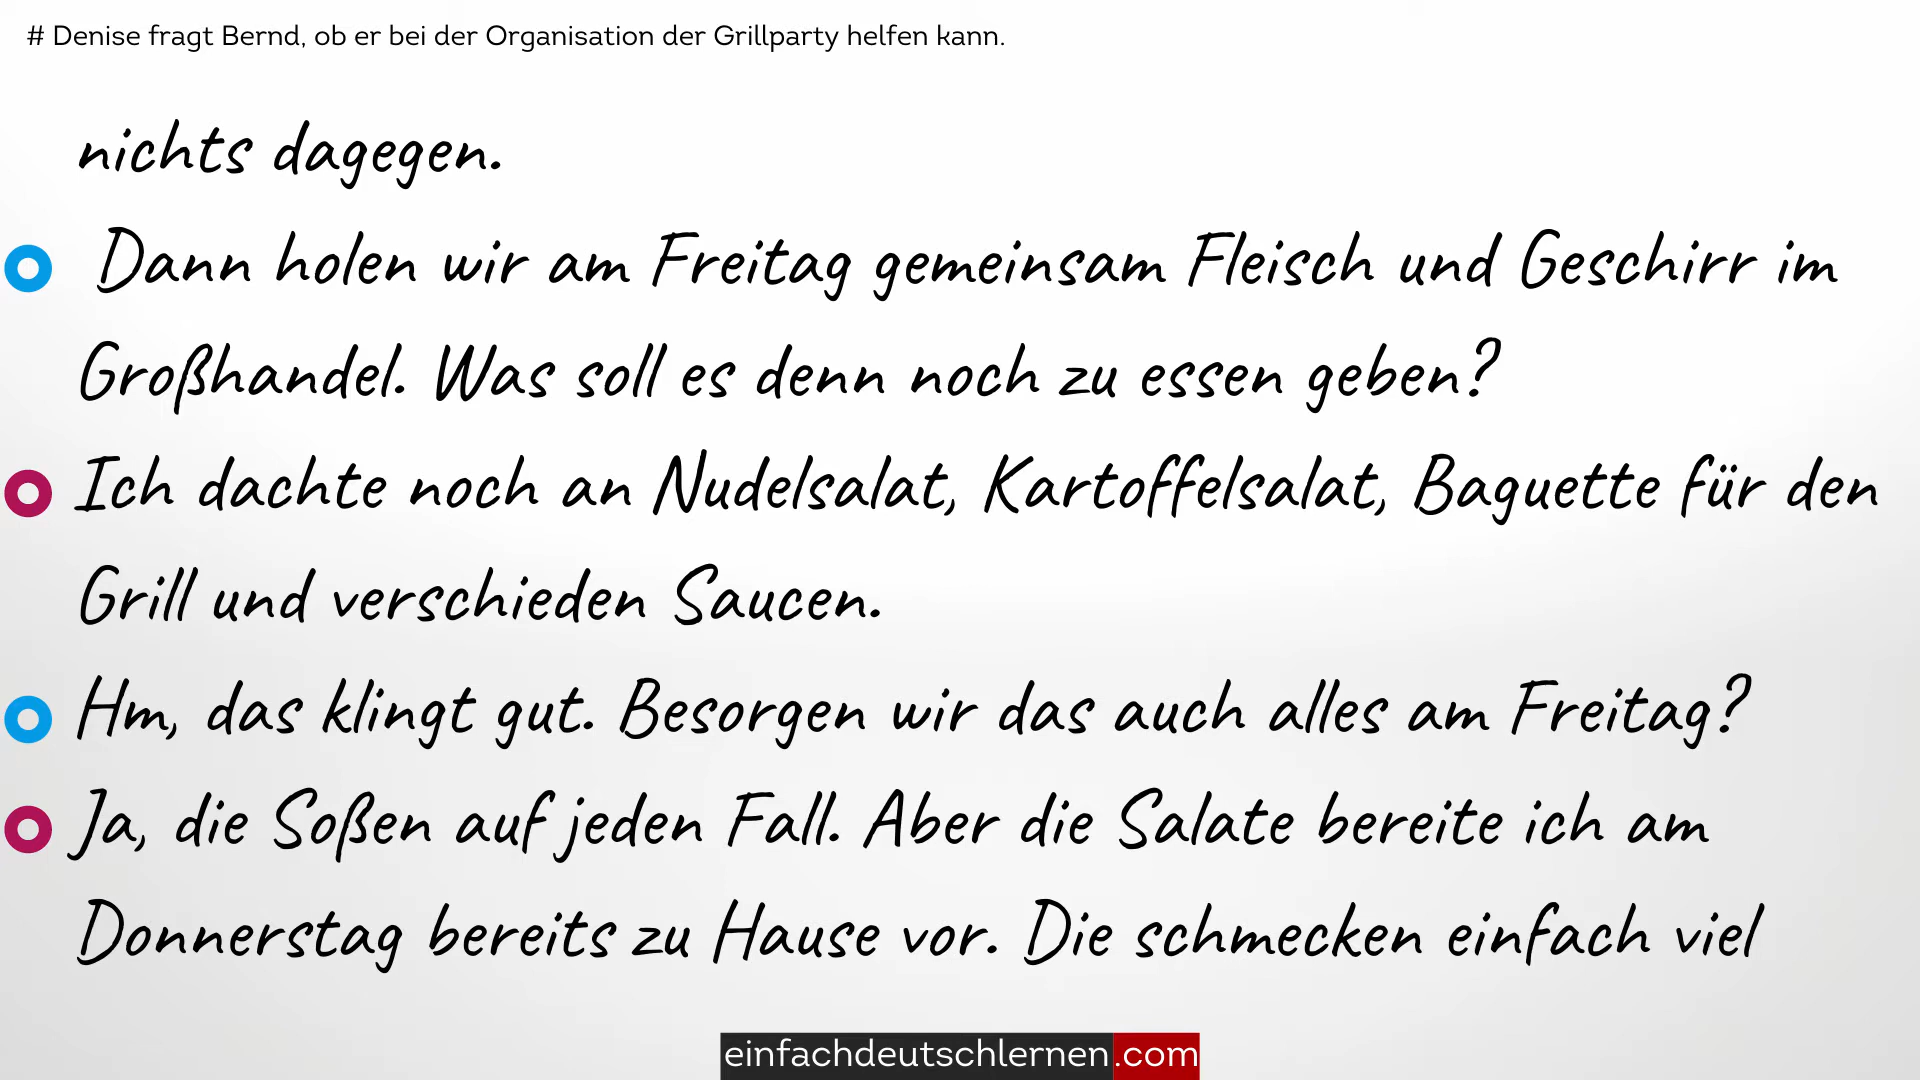 # Denise fragt Bernd, ob er bei der Organisation der Grillparty helfen kann.
nichts dagegen.
Dann holen wir am Freitag gemeinsam Fleisch und Geschirr im
Großhandel. Was soll es denn noch zu essen geben?
Ich dachte noch an Nudelsalat, Kartoffelsalat, Baguette für den
Grill und verschieden Saucen.
Hm, das klingt gut. Besorgen wir das auch alles am Freitag?
Ja, die Soßen auf jeden Fall. Aber die Salate bereite ich am
Donnerstag bereits zu Hause vor. Die schmecken einfach viel
einfachdeutschlernen.com